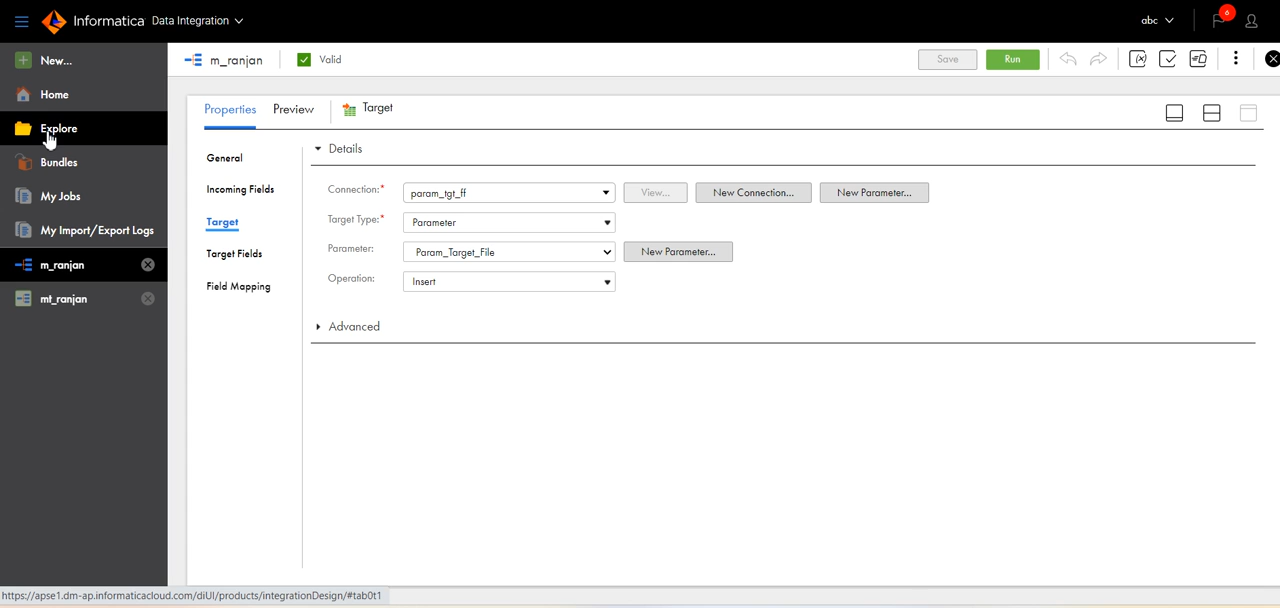 Informatica Data Integration
abc
6
New...
Home
Explore
Bundles
My Jobs
My Import/Export Logs
m_ranjan
mt_ranjan
m_ranjan
Valid
Save
Run
(x)
Properties
Preview
Target
General
Incoming Fields
Target
Target Fields
Field Mapping
Details
Connection:*
param_tgt_ff
View...
New Connection...
New Parameter...
Target Type:*
Parameter
Parameter:
Param_Target_File
New Parameter...
Operation:
Insert
Advanced
https://apse1.dm-ap.informaticacloud.com/diUI/products/integrationDesign/#tab0t1